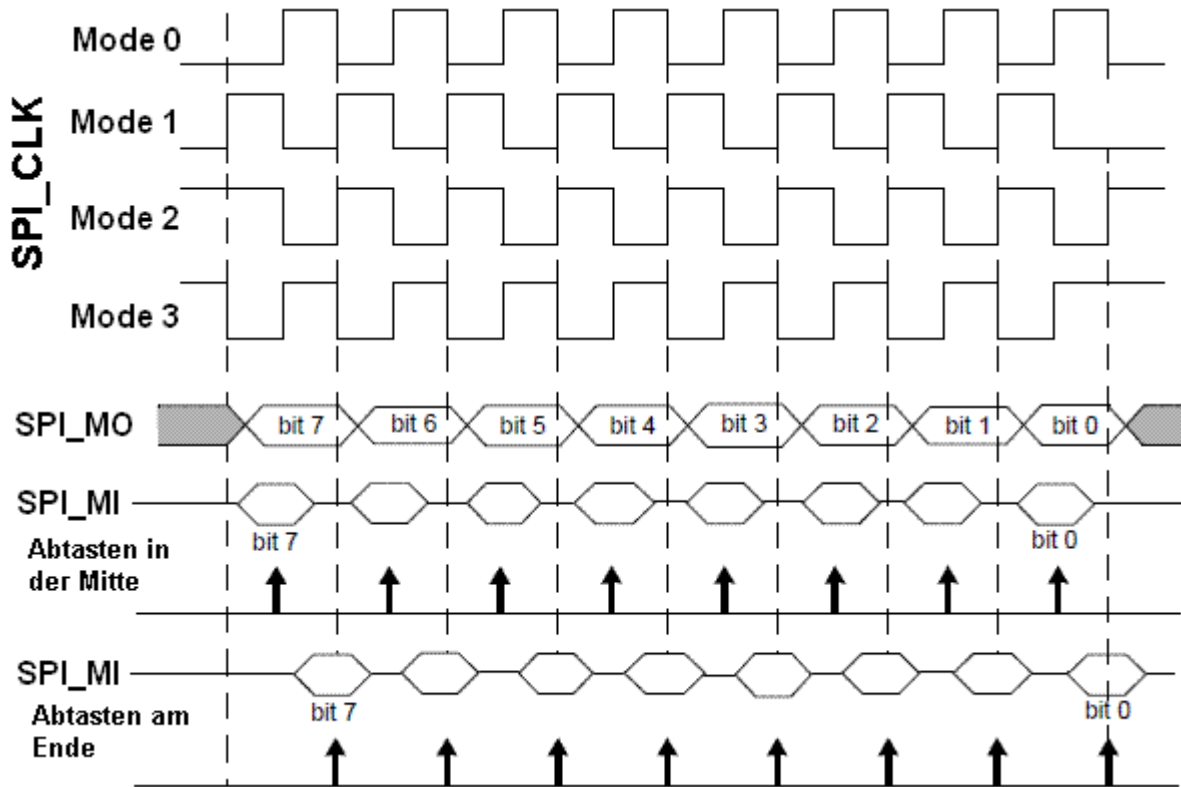 SPI_CLK
Mode 0
Mode 1
Mode 2
Mode 3
SPI_MO
bit 7
bit 6
bit 5
bit 4
bit 3
bit 2
bit 1
bit 0
SPI_MI
bit 7
bit 0
Abtasten in
der Mitte
SPI_MI
bit 7
bit 0
Abtasten am
Ende